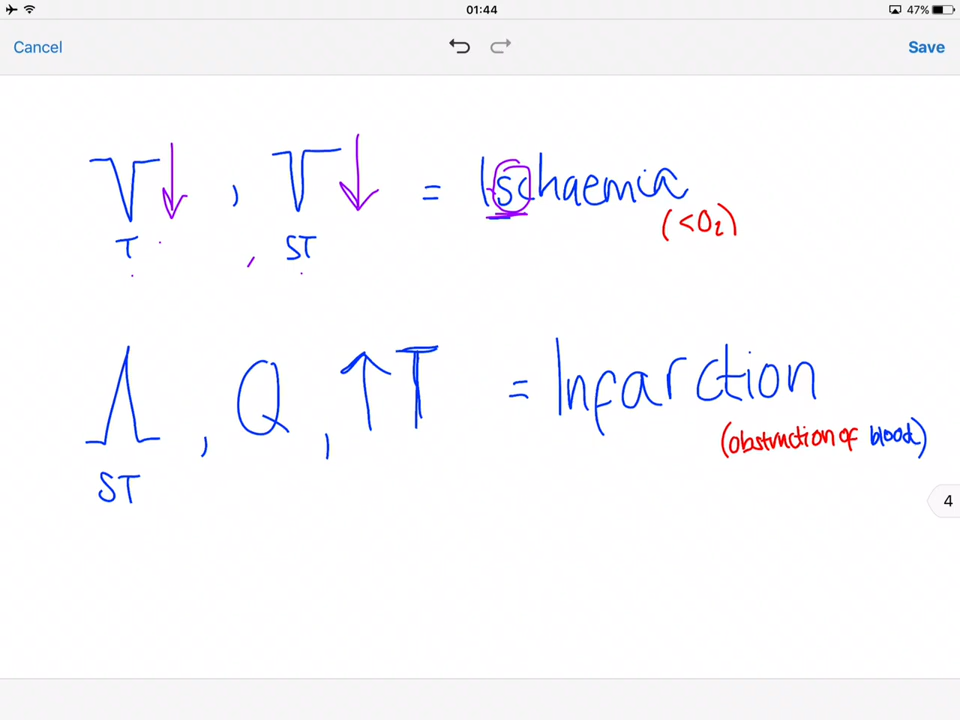 01:44
47%
Cancel
Save
, = Ischaemia
(<O₂)
T , ST
, Q , ↑T = Infarction
(obstruction of blood)
ST
4